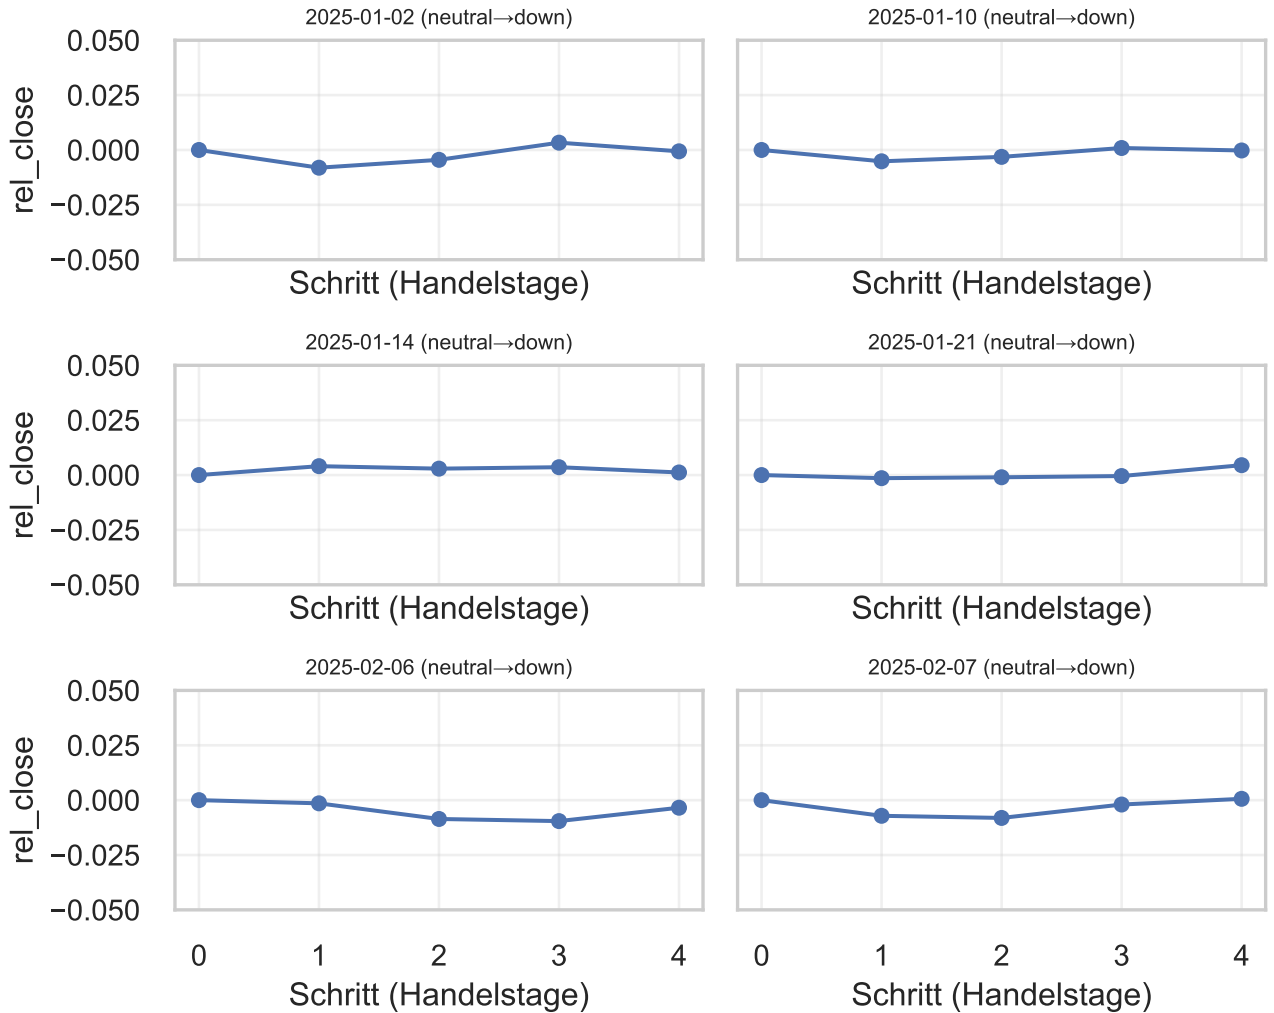 2025-01-02 (neutral→down)
0.050
0.025
0.000
−0.025
−0.050
rel_close
Schritt (Handelstage)
2025-01-10 (neutral→down)
Schritt (Handelstage)
2025-01-14 (neutral→down)
0.050
0.025
0.000
−0.025
−0.050
rel_close
Schritt (Handelstage)
2025-01-21 (neutral→down)
Schritt (Handelstage)
2025-02-06 (neutral→down)
0.050
0.025
0.000
−0.025
−0.050
rel_close
0 1 2 3 4
Schritt (Handelstage)
2025-02-07 (neutral→down)
0 1 2 3 4
Schritt (Handelstage)